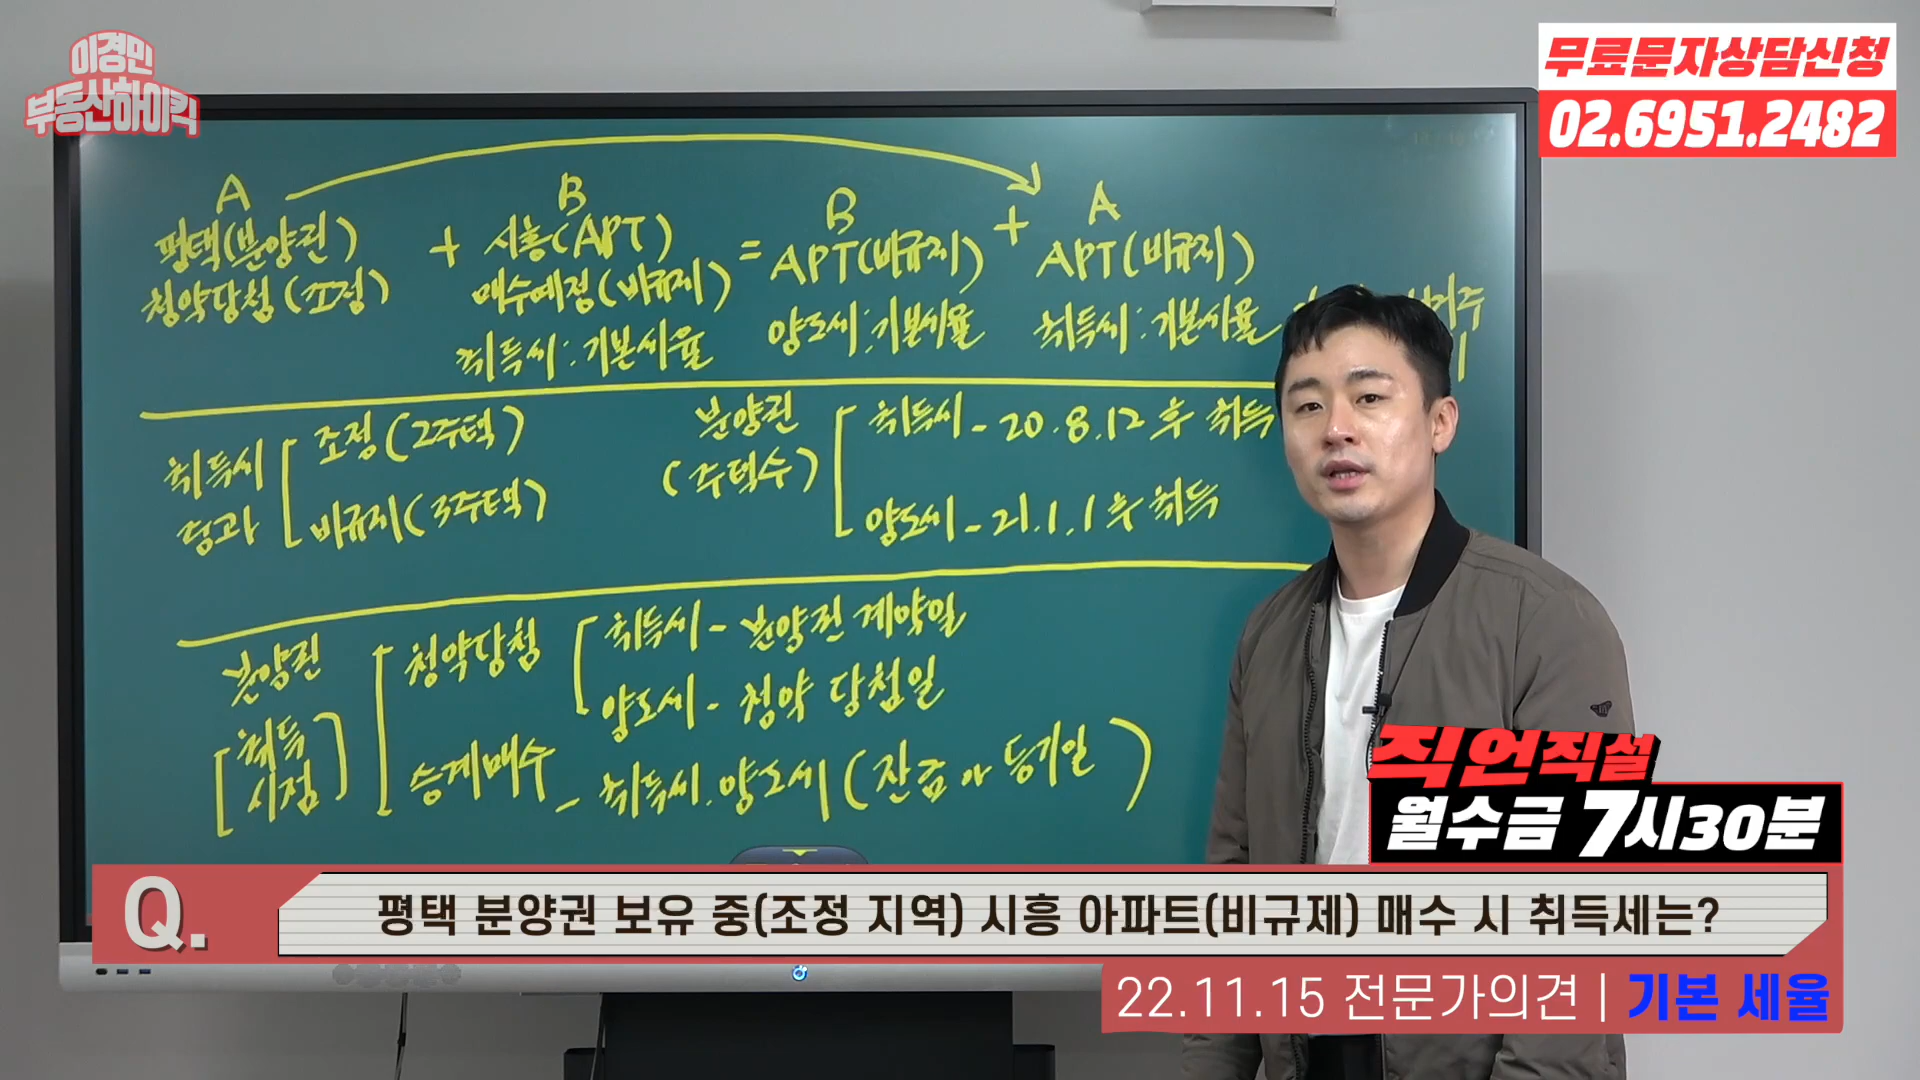 이경민
부동산하이킥
무료문자상담신청
02.6951.2482
A
평택(분양권)
청약당첨(조정)
+
B
시흥(APT)
매수예정(비규제)
취득세:기본세율
=
B
APT(비규제)
양도세:기본세율
+
A
APT(비규제)
취득세:기본세율
거주
취득세
중과
조정(2주택)
비규제(3주택)
분양권
(주택수)
취득세-20.8.12후 취득
양도세-21.1.1후 취득
분양권
[취득
시점]
청약당첨
취득세-분양권 계약일
양도세-청약 당첨일
승계매수-취득세.양도세(잔금 or 등기일)
직언직설
월수금 7시30분
Q.
평택 분양권 보유 중(조정 지역) 시흥 아파트(비규제) 매수 시 취득세는?
22.11.15 전문가의견 | 기본 세율